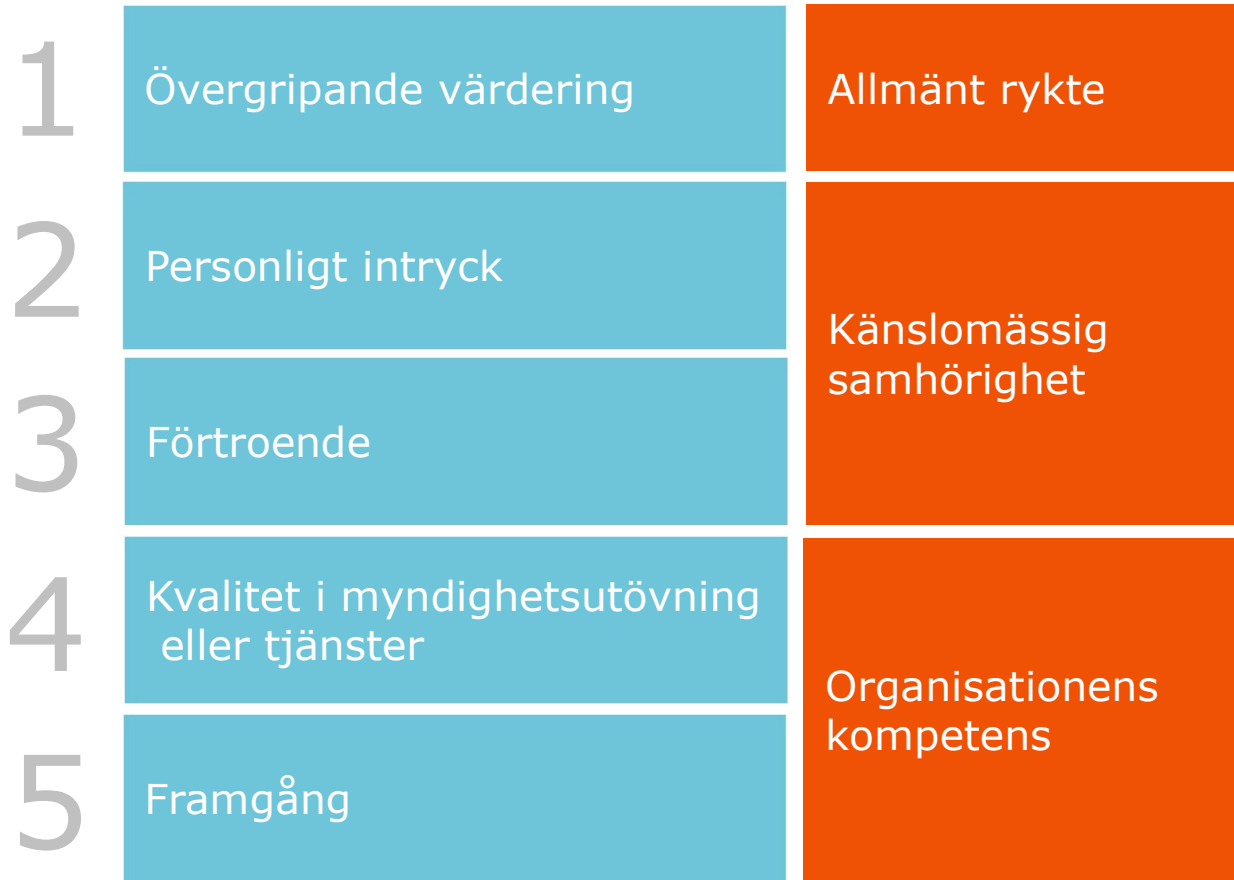 1
Övergripande värdering
Allmänt rykte
2
Personligt intryck
Känslomässig
samhörighet
3
Förtroende
4
Kvalitet i myndighetsutövning
eller tjänster
Organisationens
kompetens
5
Framgång